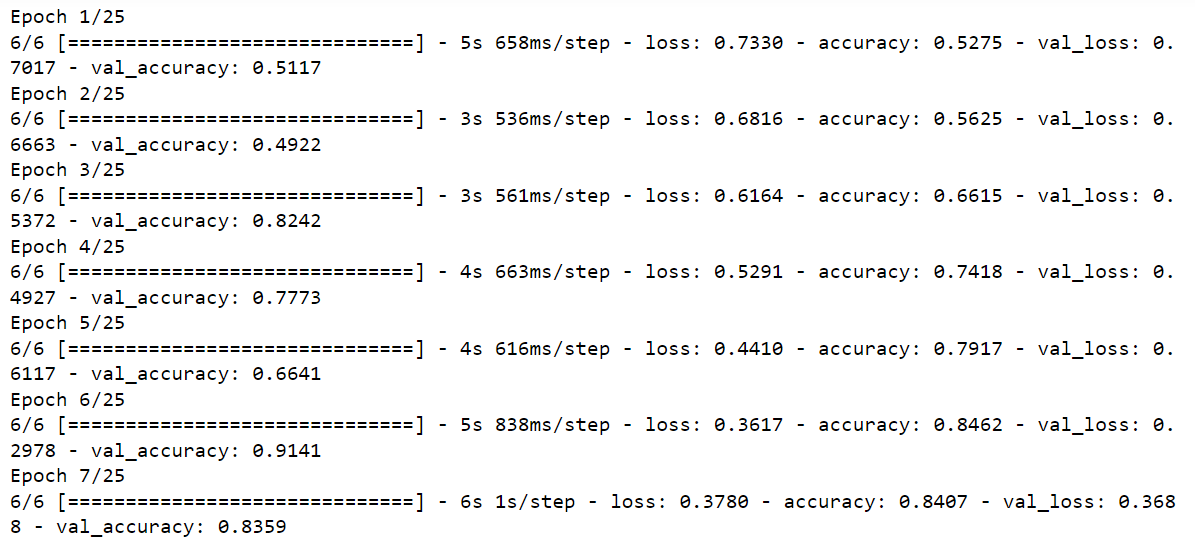 Epoch 1/25
6/6 [==============================] - 5s 658ms/step - loss: 0.7330 - accuracy: 0.5275 - val_loss: 0.
7017 - val_accuracy: 0.5117
Epoch 2/25
6/6 [==============================] - 3s 536ms/step - loss: 0.6816 - accuracy: 0.5625 - val_loss: 0.
6663 - val_accuracy: 0.4922
Epoch 3/25
6/6 [==============================] - 3s 561ms/step - loss: 0.6164 - accuracy: 0.6615 - val_loss: 0.
5372 - val_accuracy: 0.8242
Epoch 4/25
6/6 [==============================] - 4s 663ms/step - loss: 0.5291 - accuracy: 0.7418 - val_loss: 0.
4927 - val_accuracy: 0.7773
Epoch 5/25
6/6 [==============================] - 4s 616ms/step - loss: 0.4410 - accuracy: 0.7917 - val_loss: 0.
6117 - val_accuracy: 0.6641
Epoch 6/25
6/6 [==============================] - 5s 838ms/step - loss: 0.3617 - accuracy: 0.8462 - val_loss: 0.
2978 - val_accuracy: 0.9141
Epoch 7/25
6/6 [==============================] - 6s 1s/step - loss: 0.3780 - accuracy: 0.8407 - val_loss: 0.368
8 - val_accuracy: 0.8359